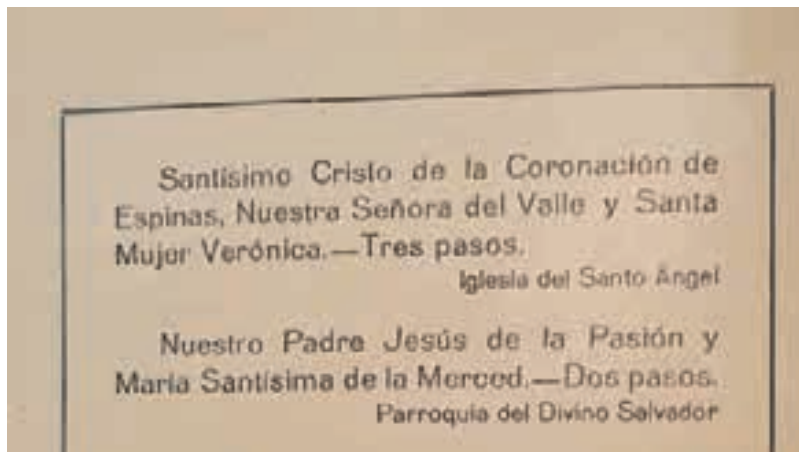 Santísimo Cristo de la Coronación de
Espinas, Nuestra Señora del Valle y Santa
Mujer Verónica.—Tres pasos.
Iglesia del Santo Ángel
Nuestro Padre Jesús de la Pasión y
María Santísima de la Merced.—Dos pasos.
Parroquia del Divino Salvador